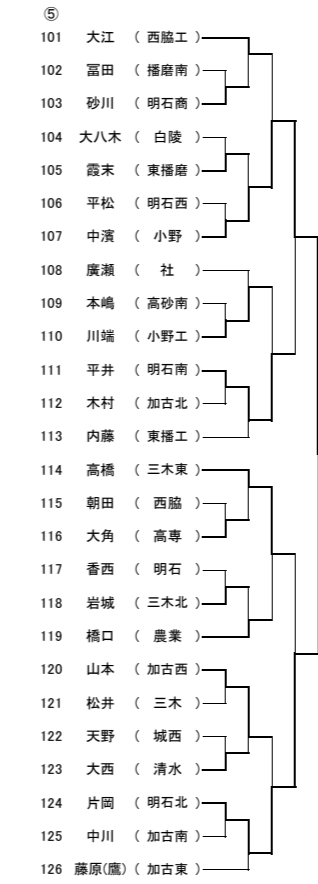 ⑤
101 大江 ( 西脇工 )
102 冨田 ( 播磨南 )
103 砂川 ( 明石商 )
104 大八木 ( 白陵 )
105 霞末 ( 東播磨 )
106 平松 ( 明石西 )
107 中濱 ( 小野 )
108 廣瀬 ( 社 )
109 本嶋 ( 高砂南 )
110 川端 ( 小野工 )
111 平井 ( 明石南 )
112 木村 ( 加古北 )
113 内藤 ( 東播工 )
114 高橋 ( 三木東 )
115 朝田 ( 西脇 )
116 大角 ( 高専 )
117 香西 ( 明石 )
118 岩城 ( 三木北 )
119 橋口 ( 農業 )
120 山本 ( 加古西 )
121 松井 ( 三木 )
122 天野 ( 城西 )
123 大西 ( 清水 )
124 片岡 ( 明石北 )
125 中川 ( 加古南 )
126 藤原(鷹) ( 加古東 )